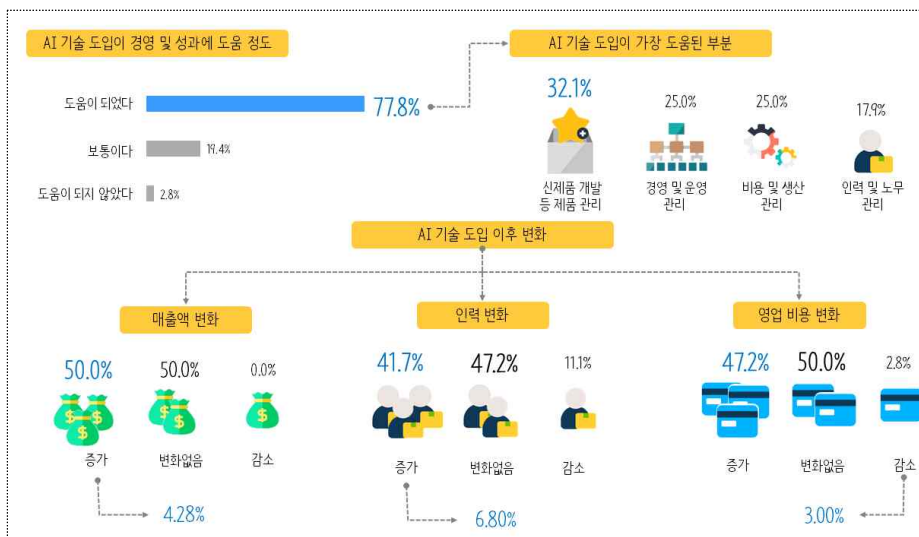 AI 기술 도입이 경영 및 성과에 도움 정도
AI 기술 도입이 가장 도움된 부분
도움이 되었다
77.8%
보통이다
19.4%
도움이 되지 않았다
2.8%
32.1%
25.0%
25.0%
17.9%
신제품 개발
등 제품 관리
경영 및 운영
관리
비용 및 생산
관리
인력 및 노무
관리
AI 기술 도입 이후 변화
매출액 변화
인력 변화
영업 비용 변화
50.0%
50.0%
0.0%
41.7%
47.2%
11.1%
47.2%
50.0%
2.8%
증가
변화없음
감소
증가
변화없음
감소
증가
변화없음
감소
4.28%
6.80%
3.00%